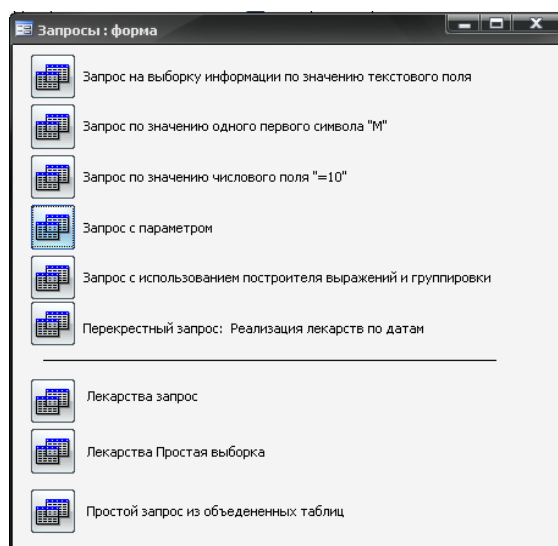 Запросы : форма
Запрос на выборку информации по значению текстового поля
Запрос по значению одного первого символа "М"
Запрос по значению числового поля "=10"
Запрос с параметром
Запрос с использованием построителя выражений и группировки
Перекрестный запрос: Реализация лекарств по датам
Лекарства запрос
Лекарства Простая выборка
Простой запрос из объедененных таблиц